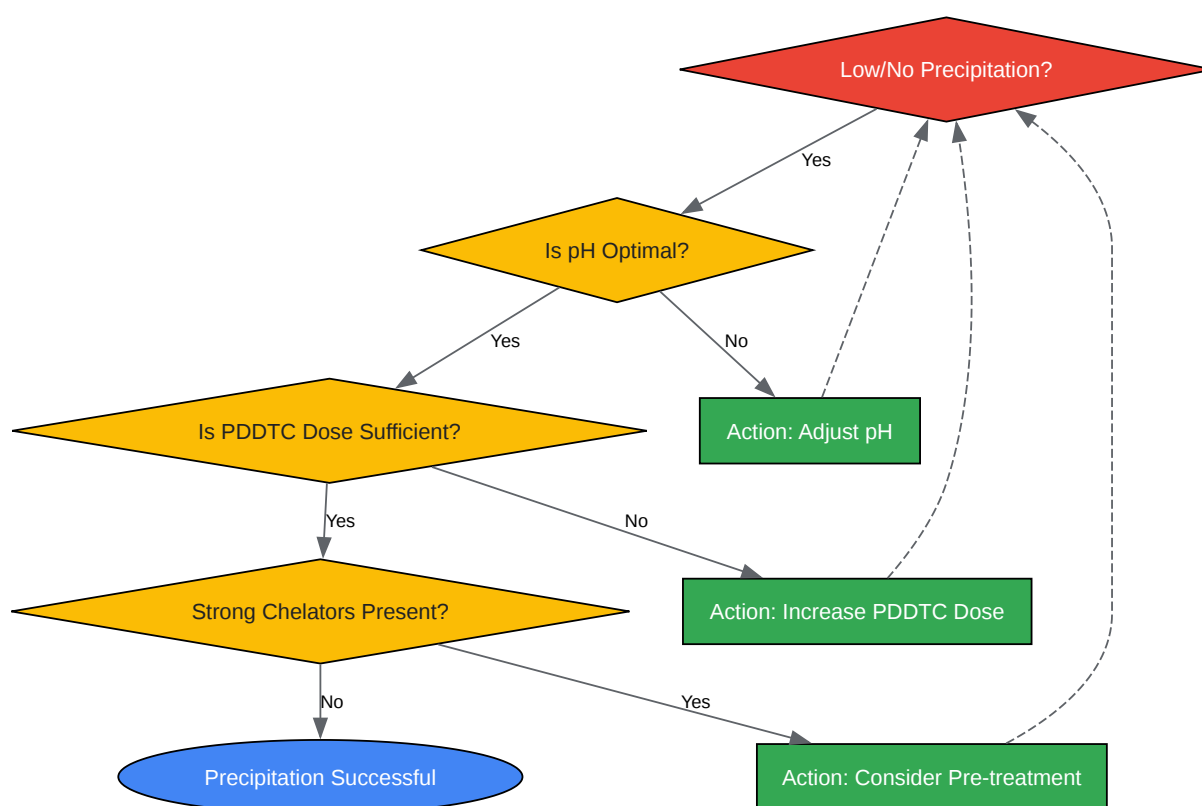 Low/No Precipitation?
Yes
Is pH Optimal?
Yes
No
Action: Adjust pH
Is PDDTC Dose Sufficient?
Yes
No
Action: Increase PDDTC Dose
Strong Chelators Present?
No
Yes
Precipitation Successful
Action: Consider Pre-treatment